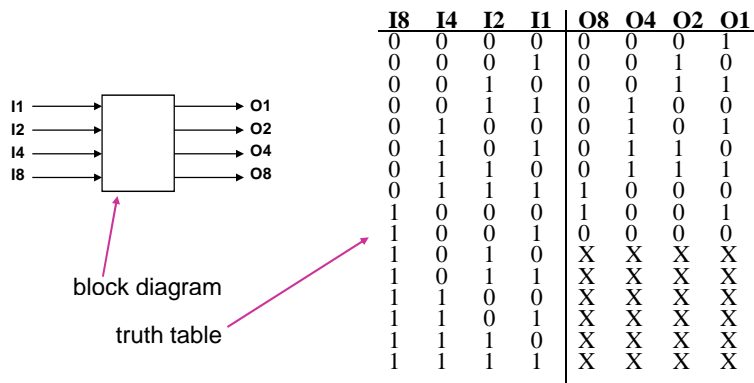 I8 I4 I2 I1 O8 O4 O2 O1
0 0 0 0 0 0 0 1
0 0 0 1 0 0 1 0
0 0 1 0 0 0 1 1
0 0 1 1 0 1 0 0
0 1 0 0 0 1 0 1
0 1 0 1 0 1 1 0
0 1 1 0 0 1 1 1
0 1 1 1 1 0 0 0
1 0 0 0 1 0 0 1
1 0 0 1 0 0 0 0
1 0 1 0 X X X X
1 0 1 1 X X X X
1 1 0 0 X X X X
1 1 0 1 X X X X
1 1 1 0 X X X X
1 1 1 1 X X X X
I1 O1
I2 O2
I4 O4
I8 O8
block diagram
truth table